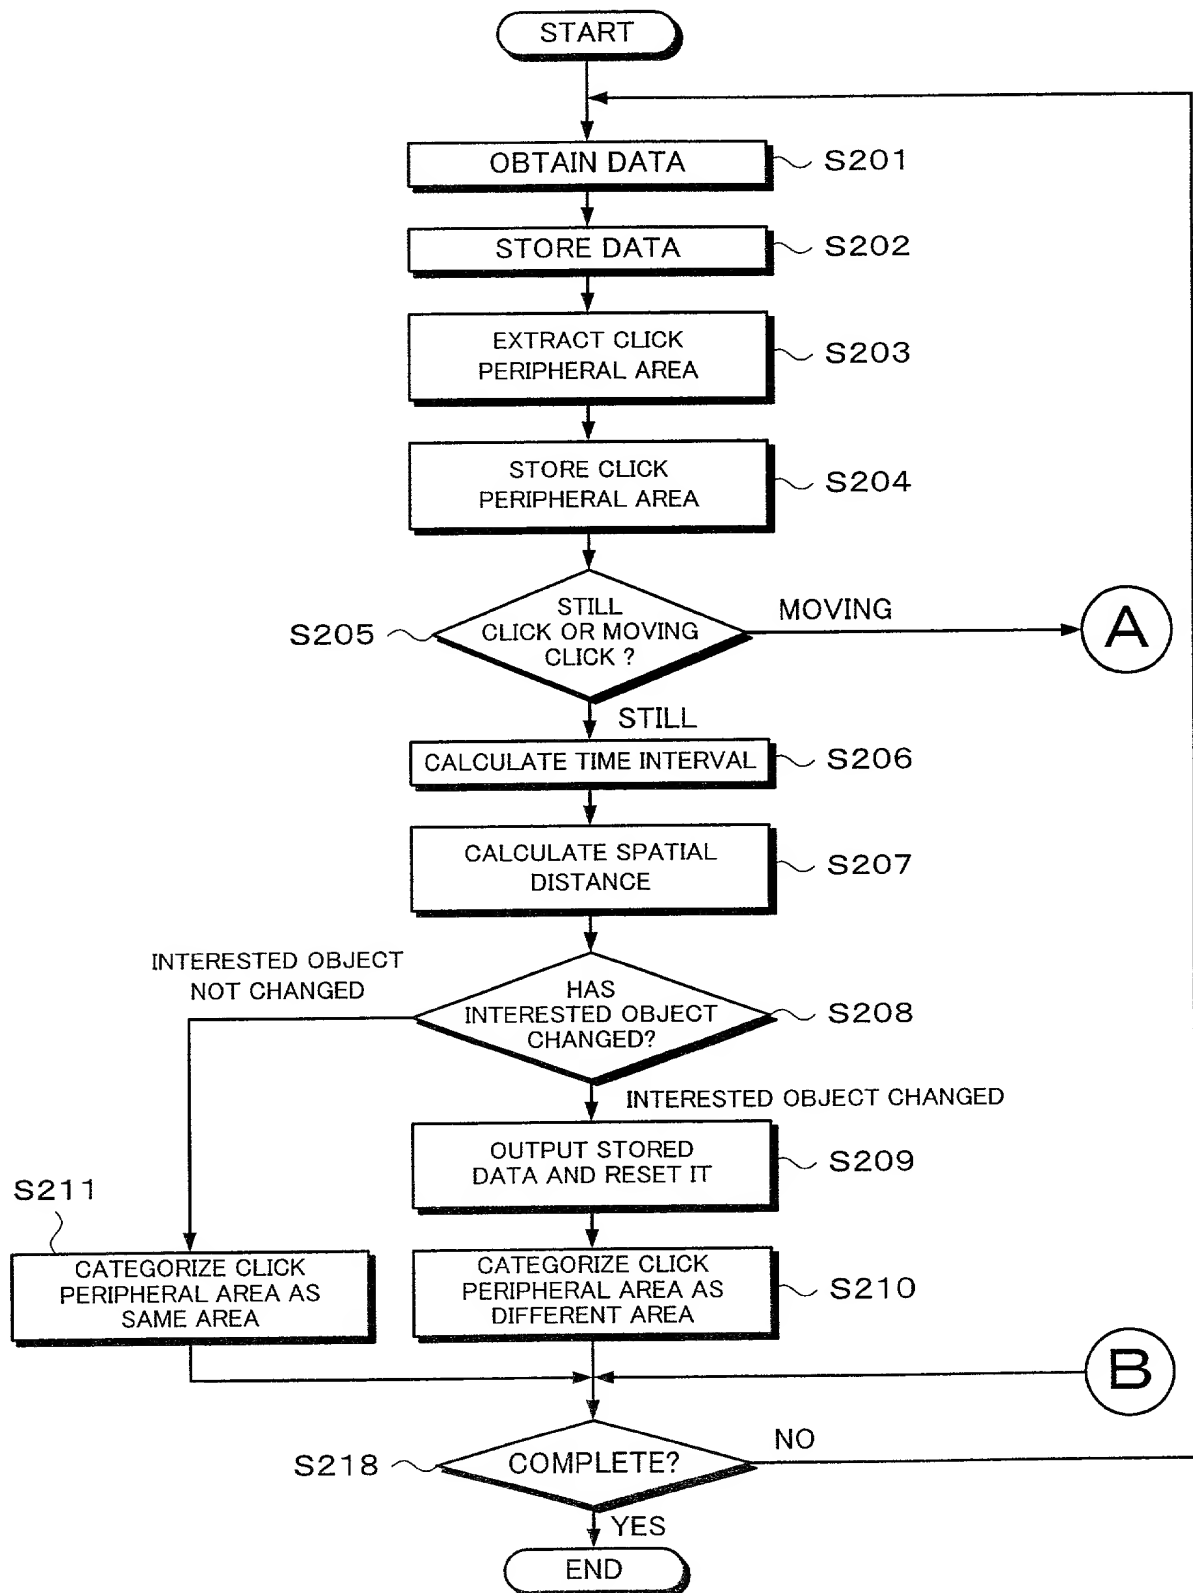 START
OBTAIN DATA
S201
STORE DATA
S202
EXTRACT CLICK
PERIPHERAL AREA
S203
STORE CLICK
PERIPHERAL AREA
S204
STILL
CLICK OR MOVING
CLICK ?
S205
MOVING
A
STILL
CALCULATE TIME INTERVAL
S206
CALCULATE SPATIAL
DISTANCE
S207
INTERESTED OBJECT
NOT CHANGED
HAS
INTERESTED OBJECT
CHANGED?
S208
INTERESTED OBJECT CHANGED
OUTPUT STORED
DATA AND RESET IT
S209
S211
CATEGORIZE CLICK
PERIPHERAL AREA AS
SAME AREA
CATEGORIZE CLICK
PERIPHERAL AREA AS
DIFFERENT AREA
S210
B
S218
COMPLETE?
NO
YES
END